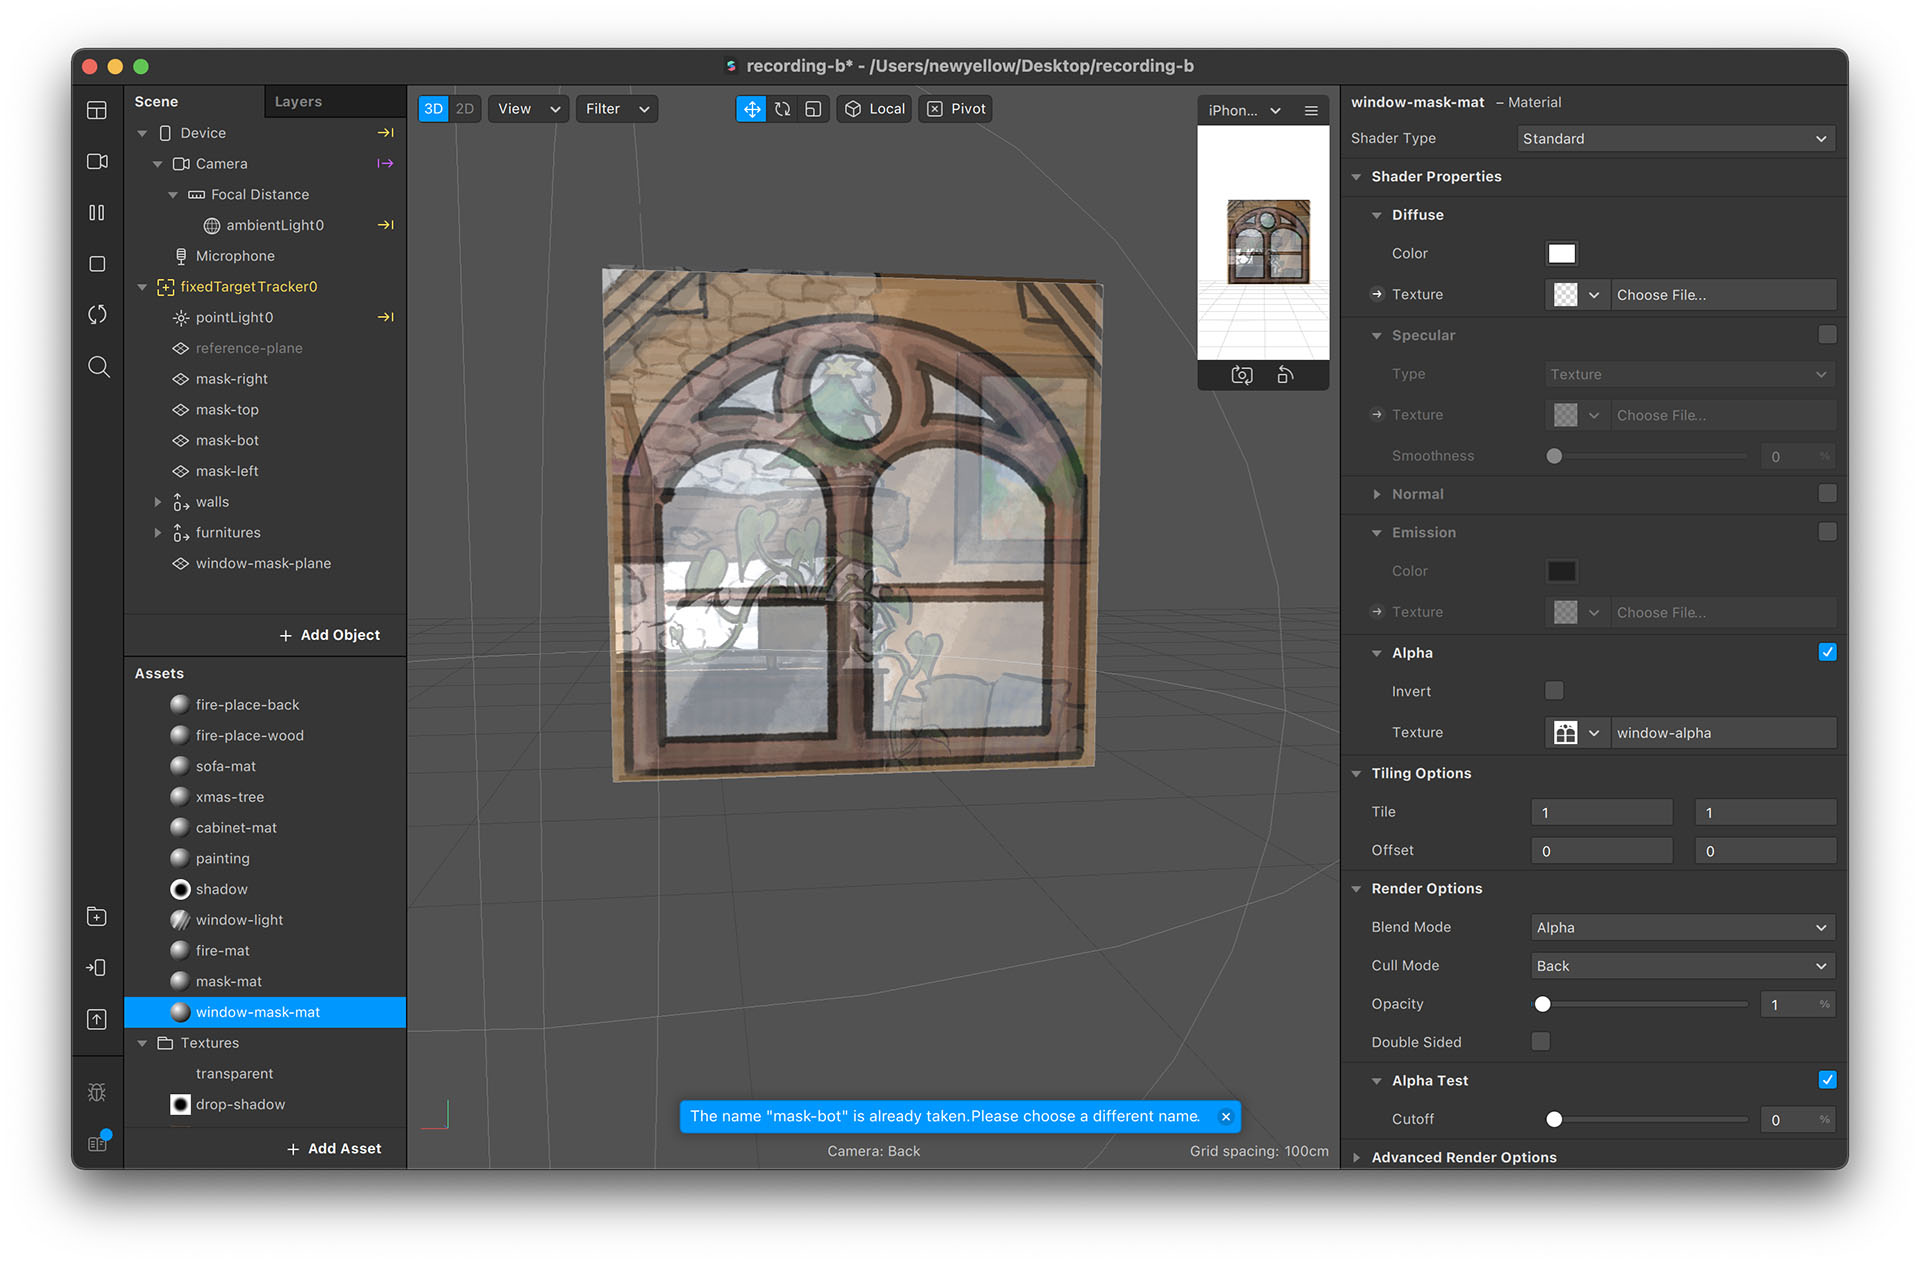 recording-b* - /Users/newyellow/Desktop/recording-b
Scene
Layers
Device
Camera
Focal Distance
ambientLight0
Microphone
fixedTargetTracker0
pointLight0
reference-plane
mask-right
mask-top
mask-bot
mask-left
walls
furnitures
window-mask-plane
+ Add Object
Assets
fire-place-back
fire-place-wood
sofa-mat
xmas-tree
cabinet-mat
painting
shadow
window-light
fire-mat
mask-mat
window-mask-mat
Textures
transparent
drop-shadow
+ Add Asset
3D 2D View Filter Local Pivot
iPhon...
The name "mask-bot" is already taken.Please choose a different name.
Camera: Back
Grid spacing: 100cm
window-mask-mat – Material
Shader Type Standard
Shader Properties
Diffuse
Color
Texture Choose File...
Specular
Type Texture
Texture Choose File...
Smoothness 0 %
Normal
Emission
Color
Texture Choose File...
Alpha
Invert
Texture window-alpha
Tiling Options
Tile 1 1
Offset 0 0
Render Options
Blend Mode Alpha
Cull Mode Back
Opacity 1 %
Double Sided
Alpha Test
Cutoff 0 %
Advanced Render Options